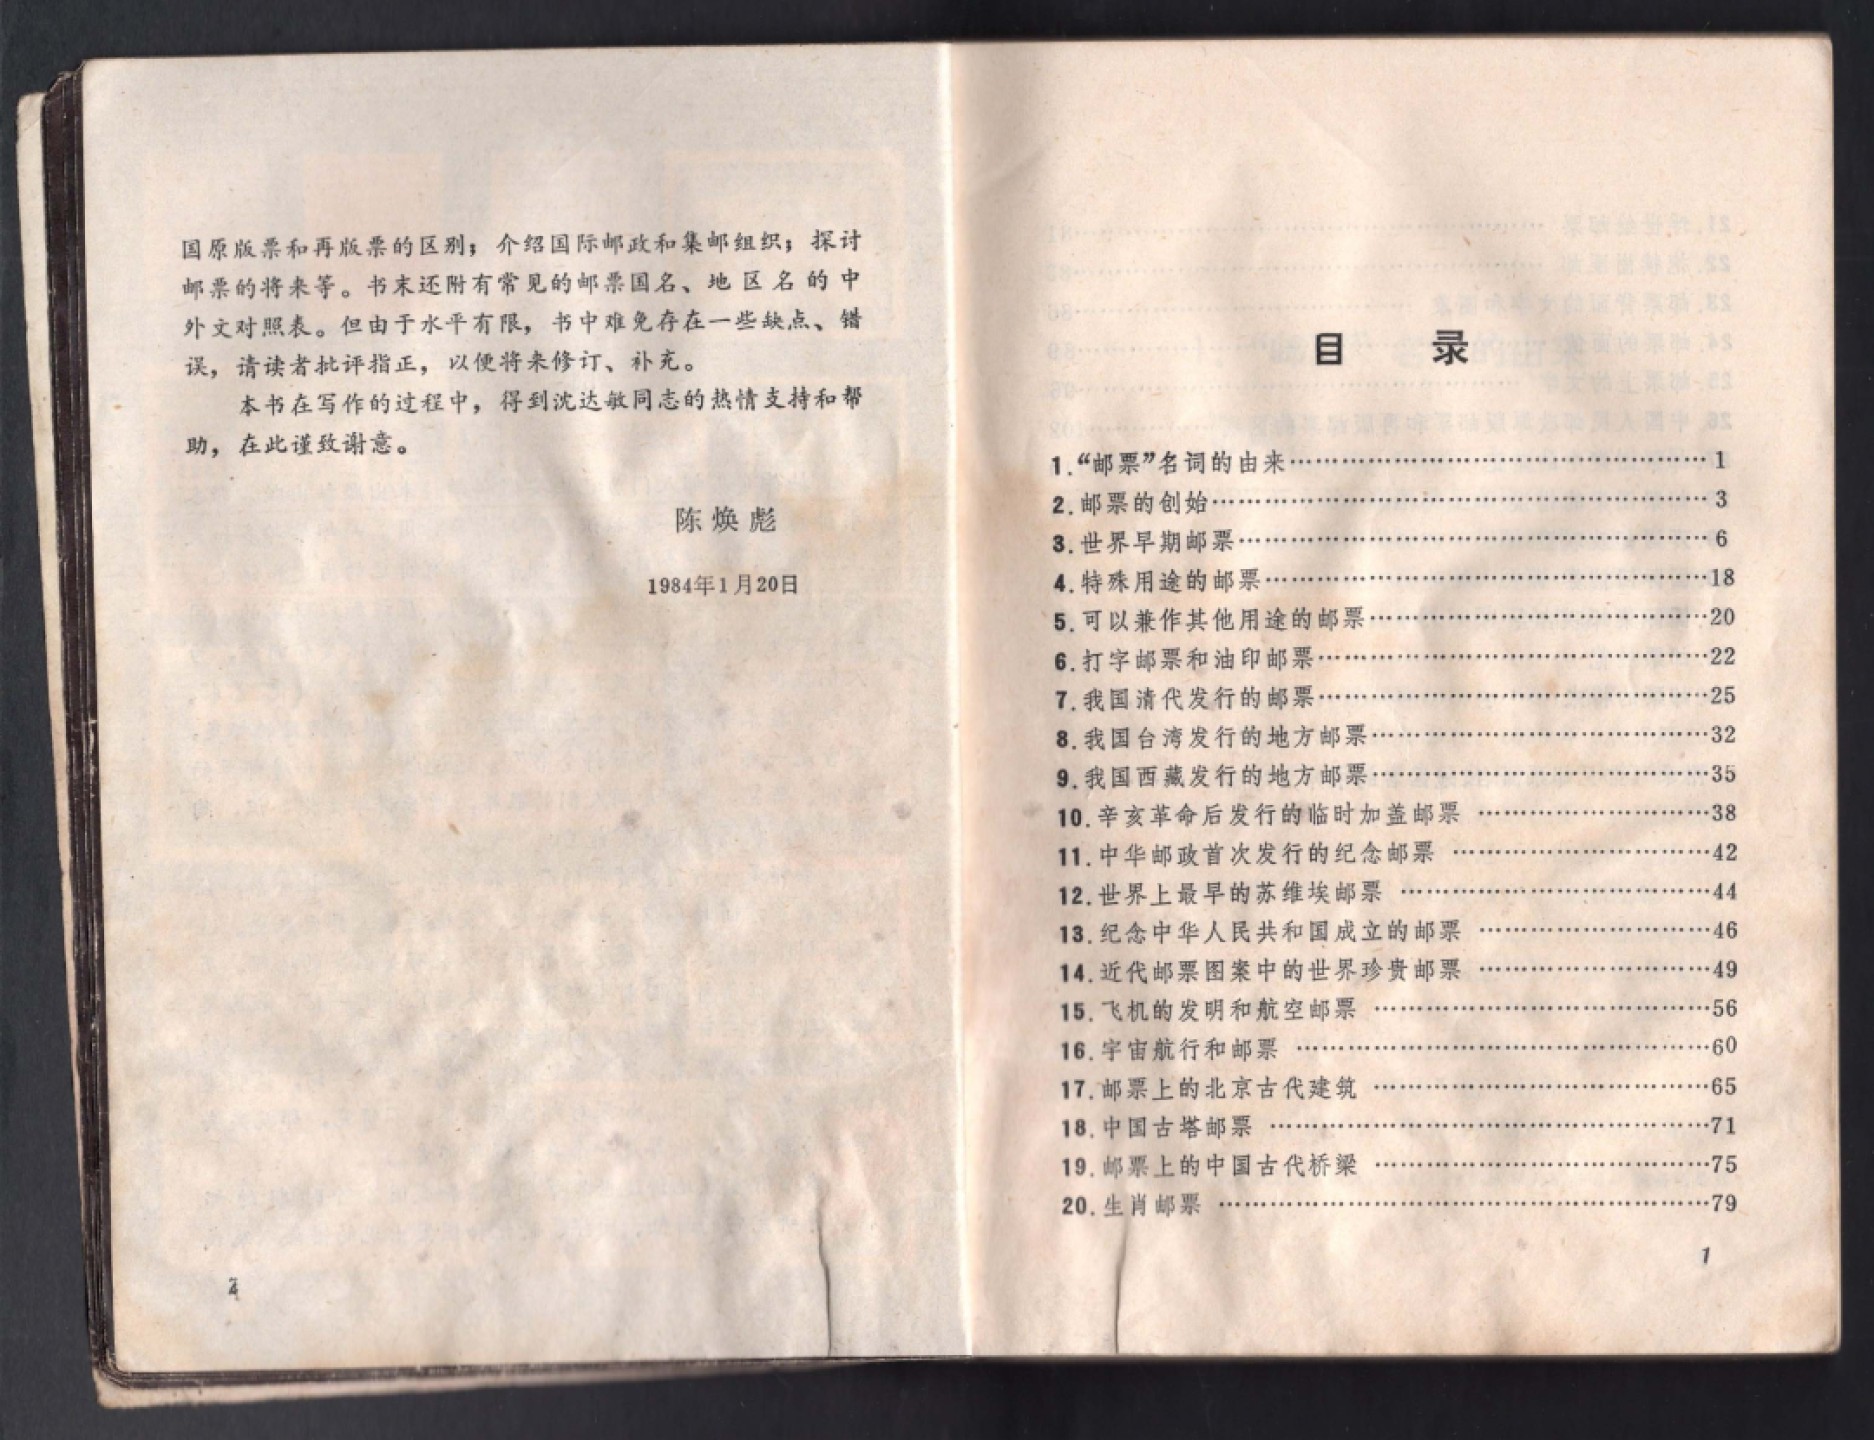 国原版票和再版票的区别；介绍国际邮政和集邮组织；探讨
邮票的将来等。书末还附有常见的邮票国名、地区名的中
外文对照表。但由于水平有限，书中难免存在一些缺点、错
误，请读者批评指正，以便将来修订、补充。
本书在写作的过程中，得到沈达敏同志的热情支持和帮
助，在此谨致谢意。
陈焕彪
1984年1月20日
4
目 录
1.“邮票”名词的由来………………………………………………1
2.邮票的创始………………………………………………………3
3.世界早期邮票……………………………………………………6
4.特殊用途的邮票…………………………………………………18
5.可以兼作其他用途的邮票………………………………………20
6.打字邮票和油印邮票……………………………………………22
7.我国清代发行的邮票……………………………………………25
8.我国台湾发行的地方邮票………………………………………32
9.我国西藏发行的地方邮票………………………………………35
10.辛亥革命后发行的临时加盖邮票 …………………………38
11.中华邮政首次发行的纪念邮票 ……………………………42
12.世界上最早的苏维埃邮票 …………………………………44
13.纪念中华人民共和国成立的邮票 …………………………46
14.近代邮票图案中的世界珍贵邮票 …………………………49
15.飞机的发明和航空邮票 ……………………………………56
16.宇宙航行和邮票 ……………………………………………60
17.邮票上的北京古代建筑 ……………………………………65
18.中国古塔邮票 ………………………………………………71
19.邮票上的中国古代桥梁 ……………………………………75
20.生肖邮票 ……………………………………………………79
1